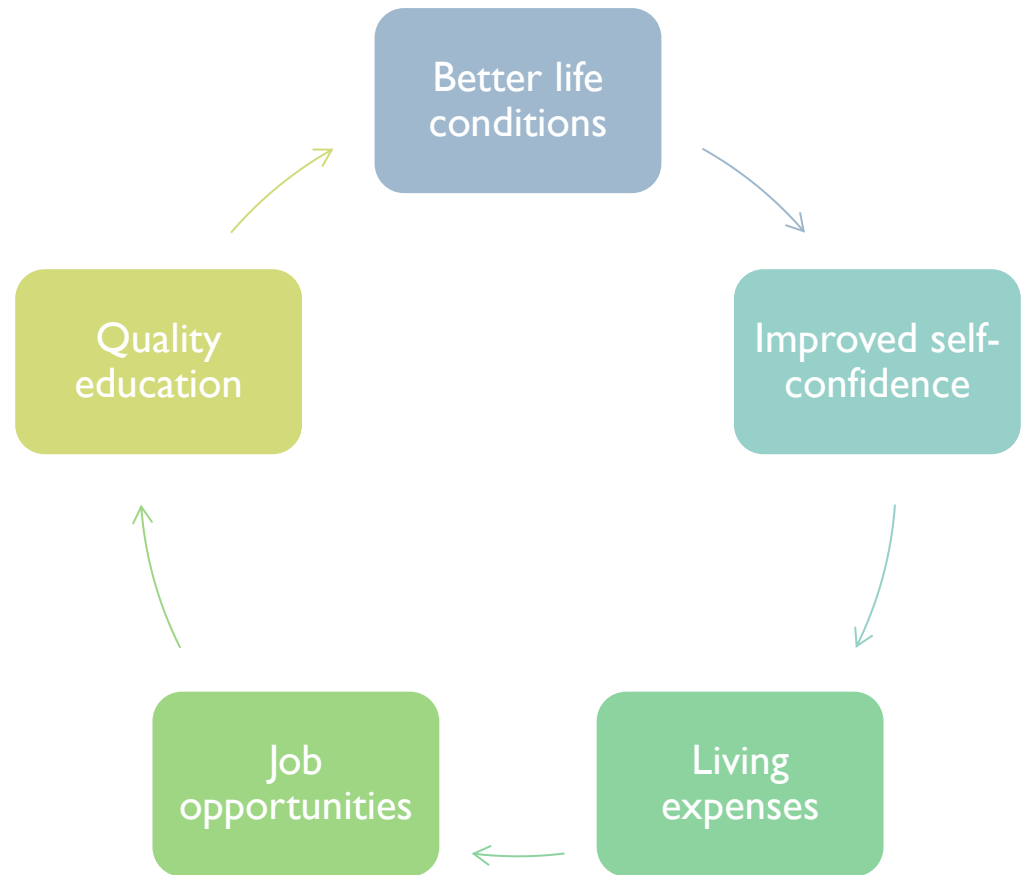 Better life
conditions
Improved self-
confidence
Living
expenses
Job
opportunities
Quality
education